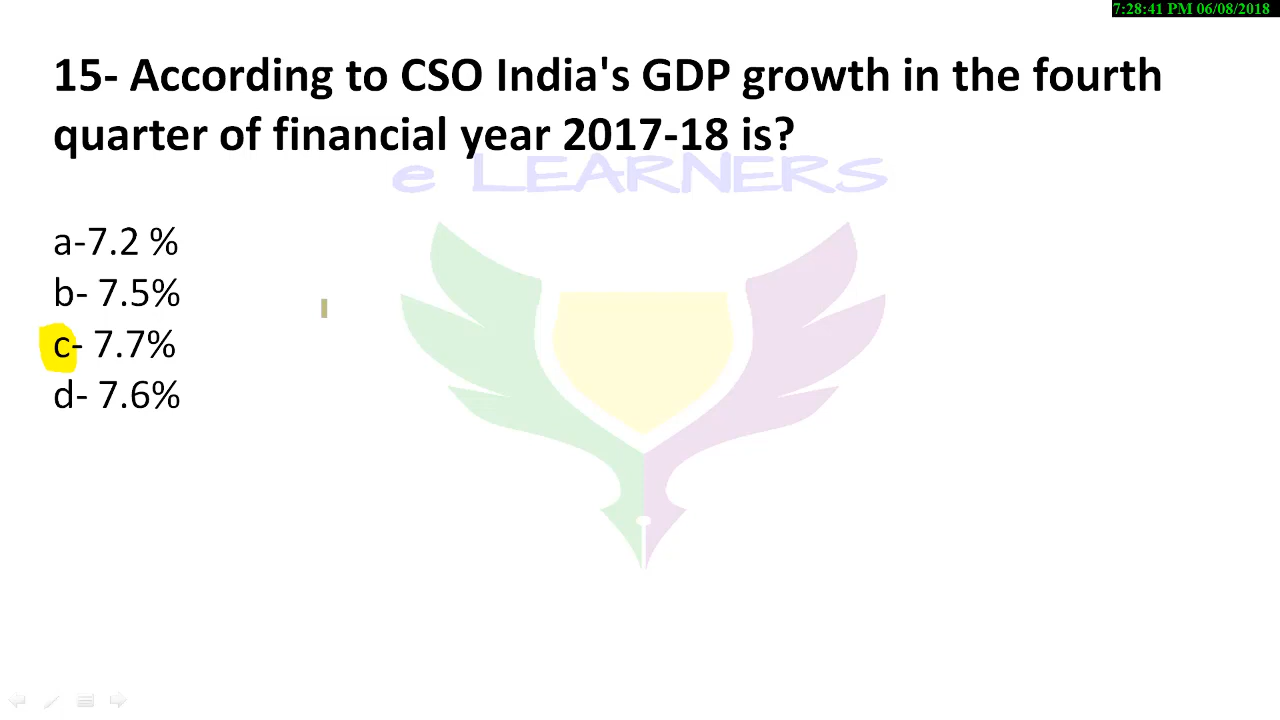 7:28:41 PM 06/08/2018
15- According to CSO India's GDP growth in the fourth
quarter of financial year 2017-18 is?
e LEARNERS
a-7.2 %
b- 7.5%
c- 7.7%
d- 7.6%